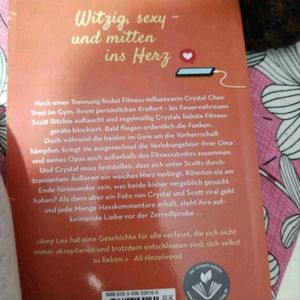 Witzig, sexy –
und mitten
ins Herz
Nach einer Trennung findet Fitness-Influencerin Crystal Chen
Trost im Gym, ihrem persönlichen Kraftort – bis Feuerwehrmann
Scott Ritchie auftaucht und regelmäßig Crystals liebste Fitness-
geräte blockiert. Bald fliegen ordentlich die Funken.
Doch während die beiden im Gym um die Vorherrschaft
kämpfen, bringt sie ausgerechnet die Verlobungsfeier ihrer Oma
und seines Opas auch außerhalb des Fitnessstudios zusammen.
Und Crystal muss feststellen, dass sich unter Scotts durch-
trainiertem Äußeren ein weiches Herz verbirgt. Könnten sie am
Ende füreinander sein, was beide bisher vergeblich gesucht
haben? Als dann aber ein Foto von Crystal und Scott viral geht
und jede Menge Hasskommentare erhält, steht ihre auf-
keimende Liebe vor der Zerreißprobe ...
»Amy Lea hat eine Geschichte für alle verfasst, die sich nicht
immer akzeptieren und trotzdem entschlossen sind, sich selbst
zu lieben.« Ali Hazelwood